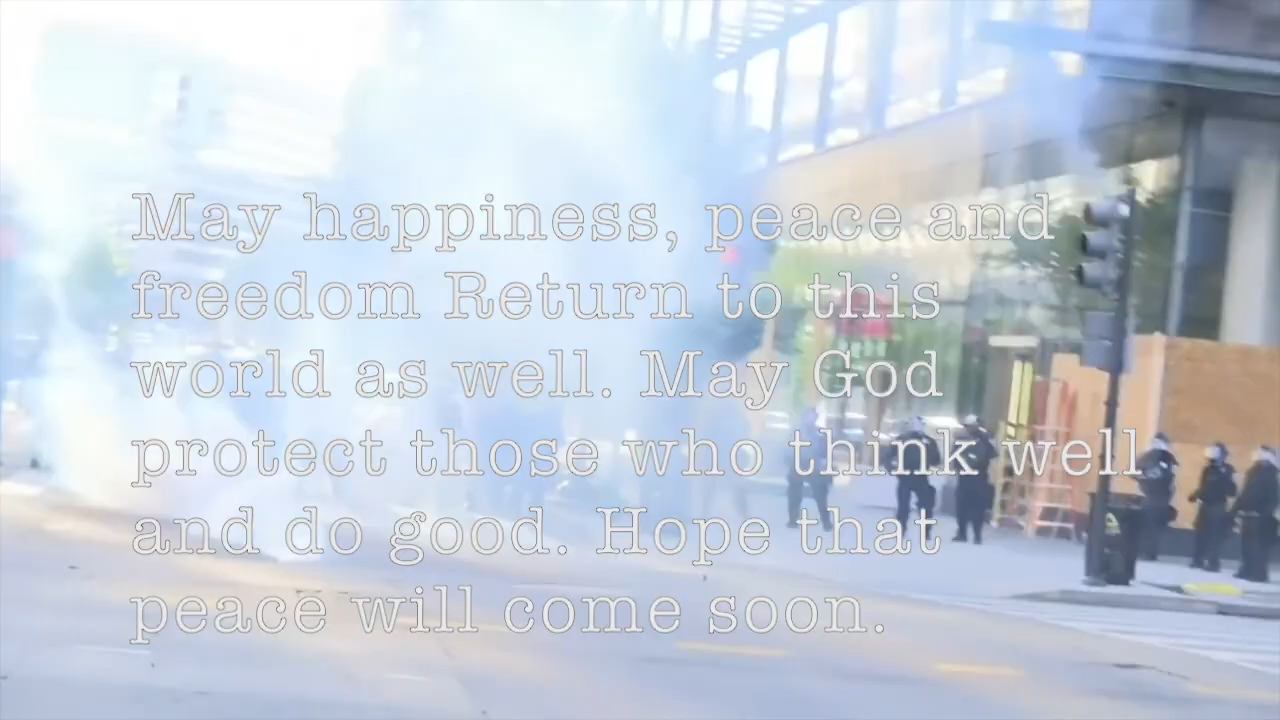 May happiness, peace and
freedom Return to this
world as well. May God
protect those who think well
and do good. Hope that
peace will come soon.